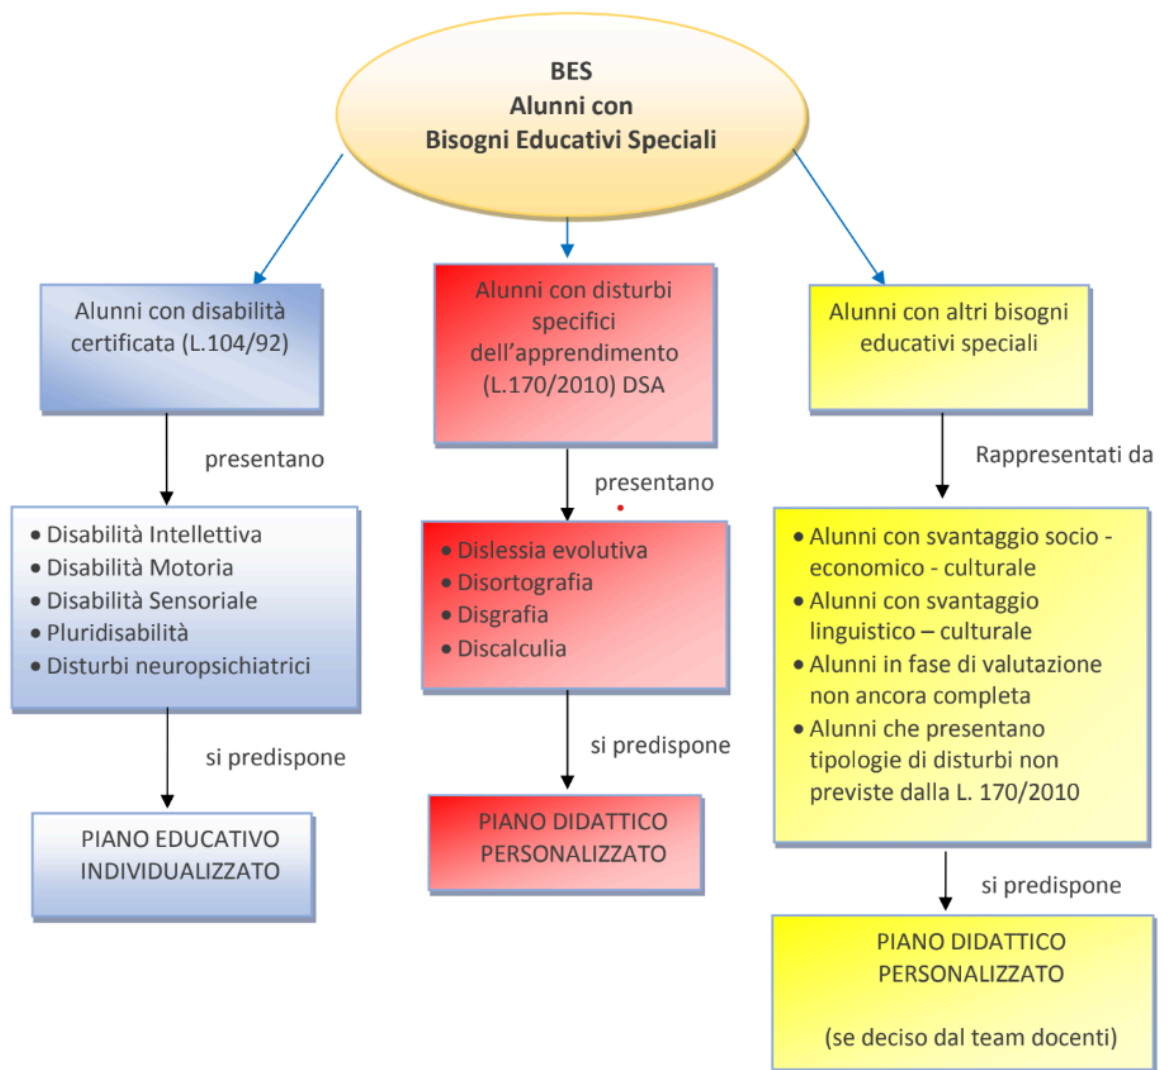 BES
Alunni con
Bisogni Educativi Speciali
Alunni con disabilità
certificata (L.104/92)
presentano
• Disabilità Intellettiva
• Disabilità Motoria
• Disabilità Sensoriale
• Pluridisabilità
• Disturbi neuropsichiatrici
si predispone
PIANO EDUCATIVO
INDIVIDUALIZZATO
Alunni con disturbi
specifici
dell’apprendimento
(L.170/2010) DSA
presentano
• Dislessia evolutiva
• Disortografia
• Disgrafia
• Discalculia
si predispone
PIANO DIDATTICO
PERSONALIZZATO
Alunni con altri bisogni
educativi speciali
Rappresentati da
• Alunni con svantaggio socio -
economico - culturale
• Alunni con svantaggio
linguistico – culturale
• Alunni in fase di valutazione
non ancora completa
• Alunni che presentano
tipologie di disturbi non
previste dalla L. 170/2010
si predispone
PIANO DIDATTICO
PERSONALIZZATO
(se deciso dal team docenti)